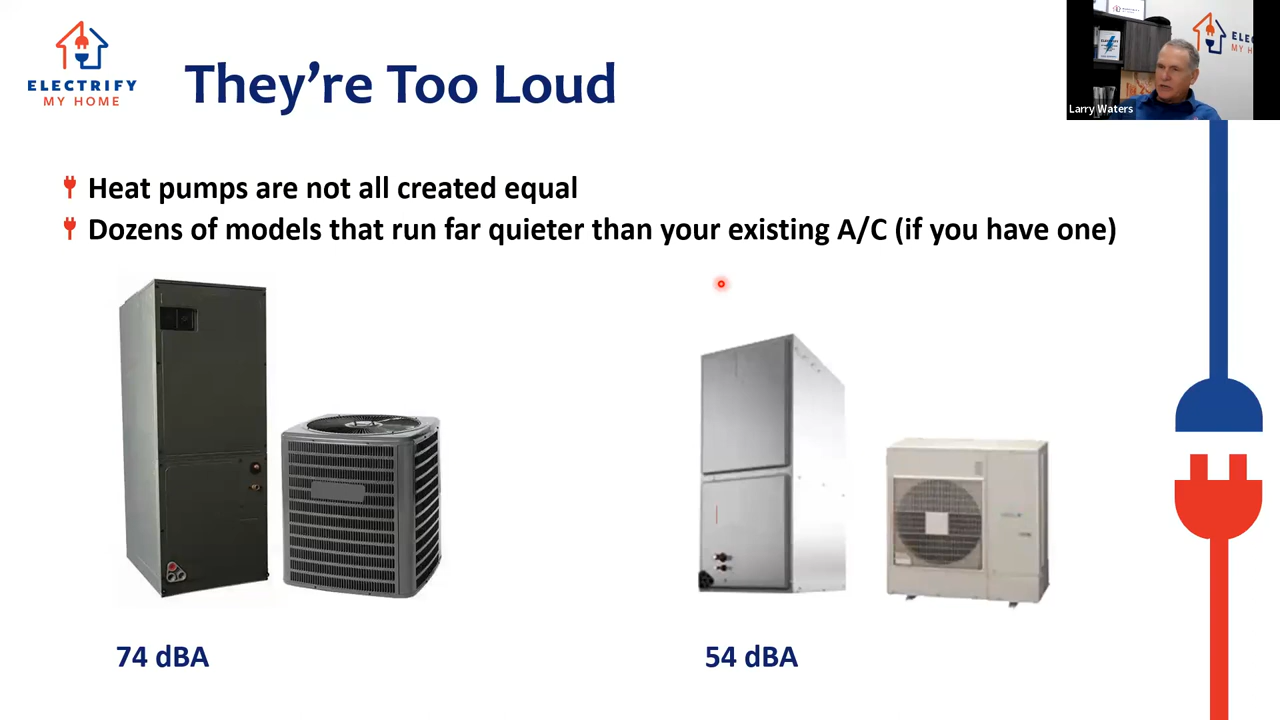 ELECTRIFY
MY HOME
They're Too Loud
Larry Waters
Heat pumps are not all created equal
Dozens of models that run far quieter than your existing A/C (if you have one)
74 dBA
54 dBA